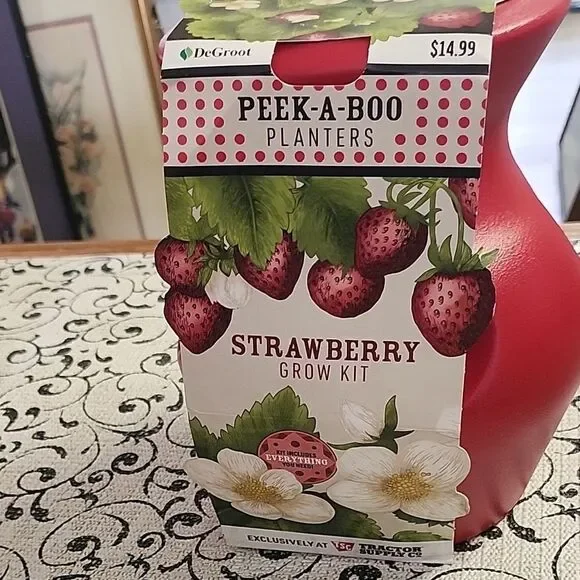 DeGroot
$14.99
PEEK-A-BOO
PLANTERS
STRAWBERRY
GROW KIT
KIT INCLUDES
EVERYTHING
YOU NEED!
EXCLUSIVELY AT TSC TRACTOR
SUPPLY CO